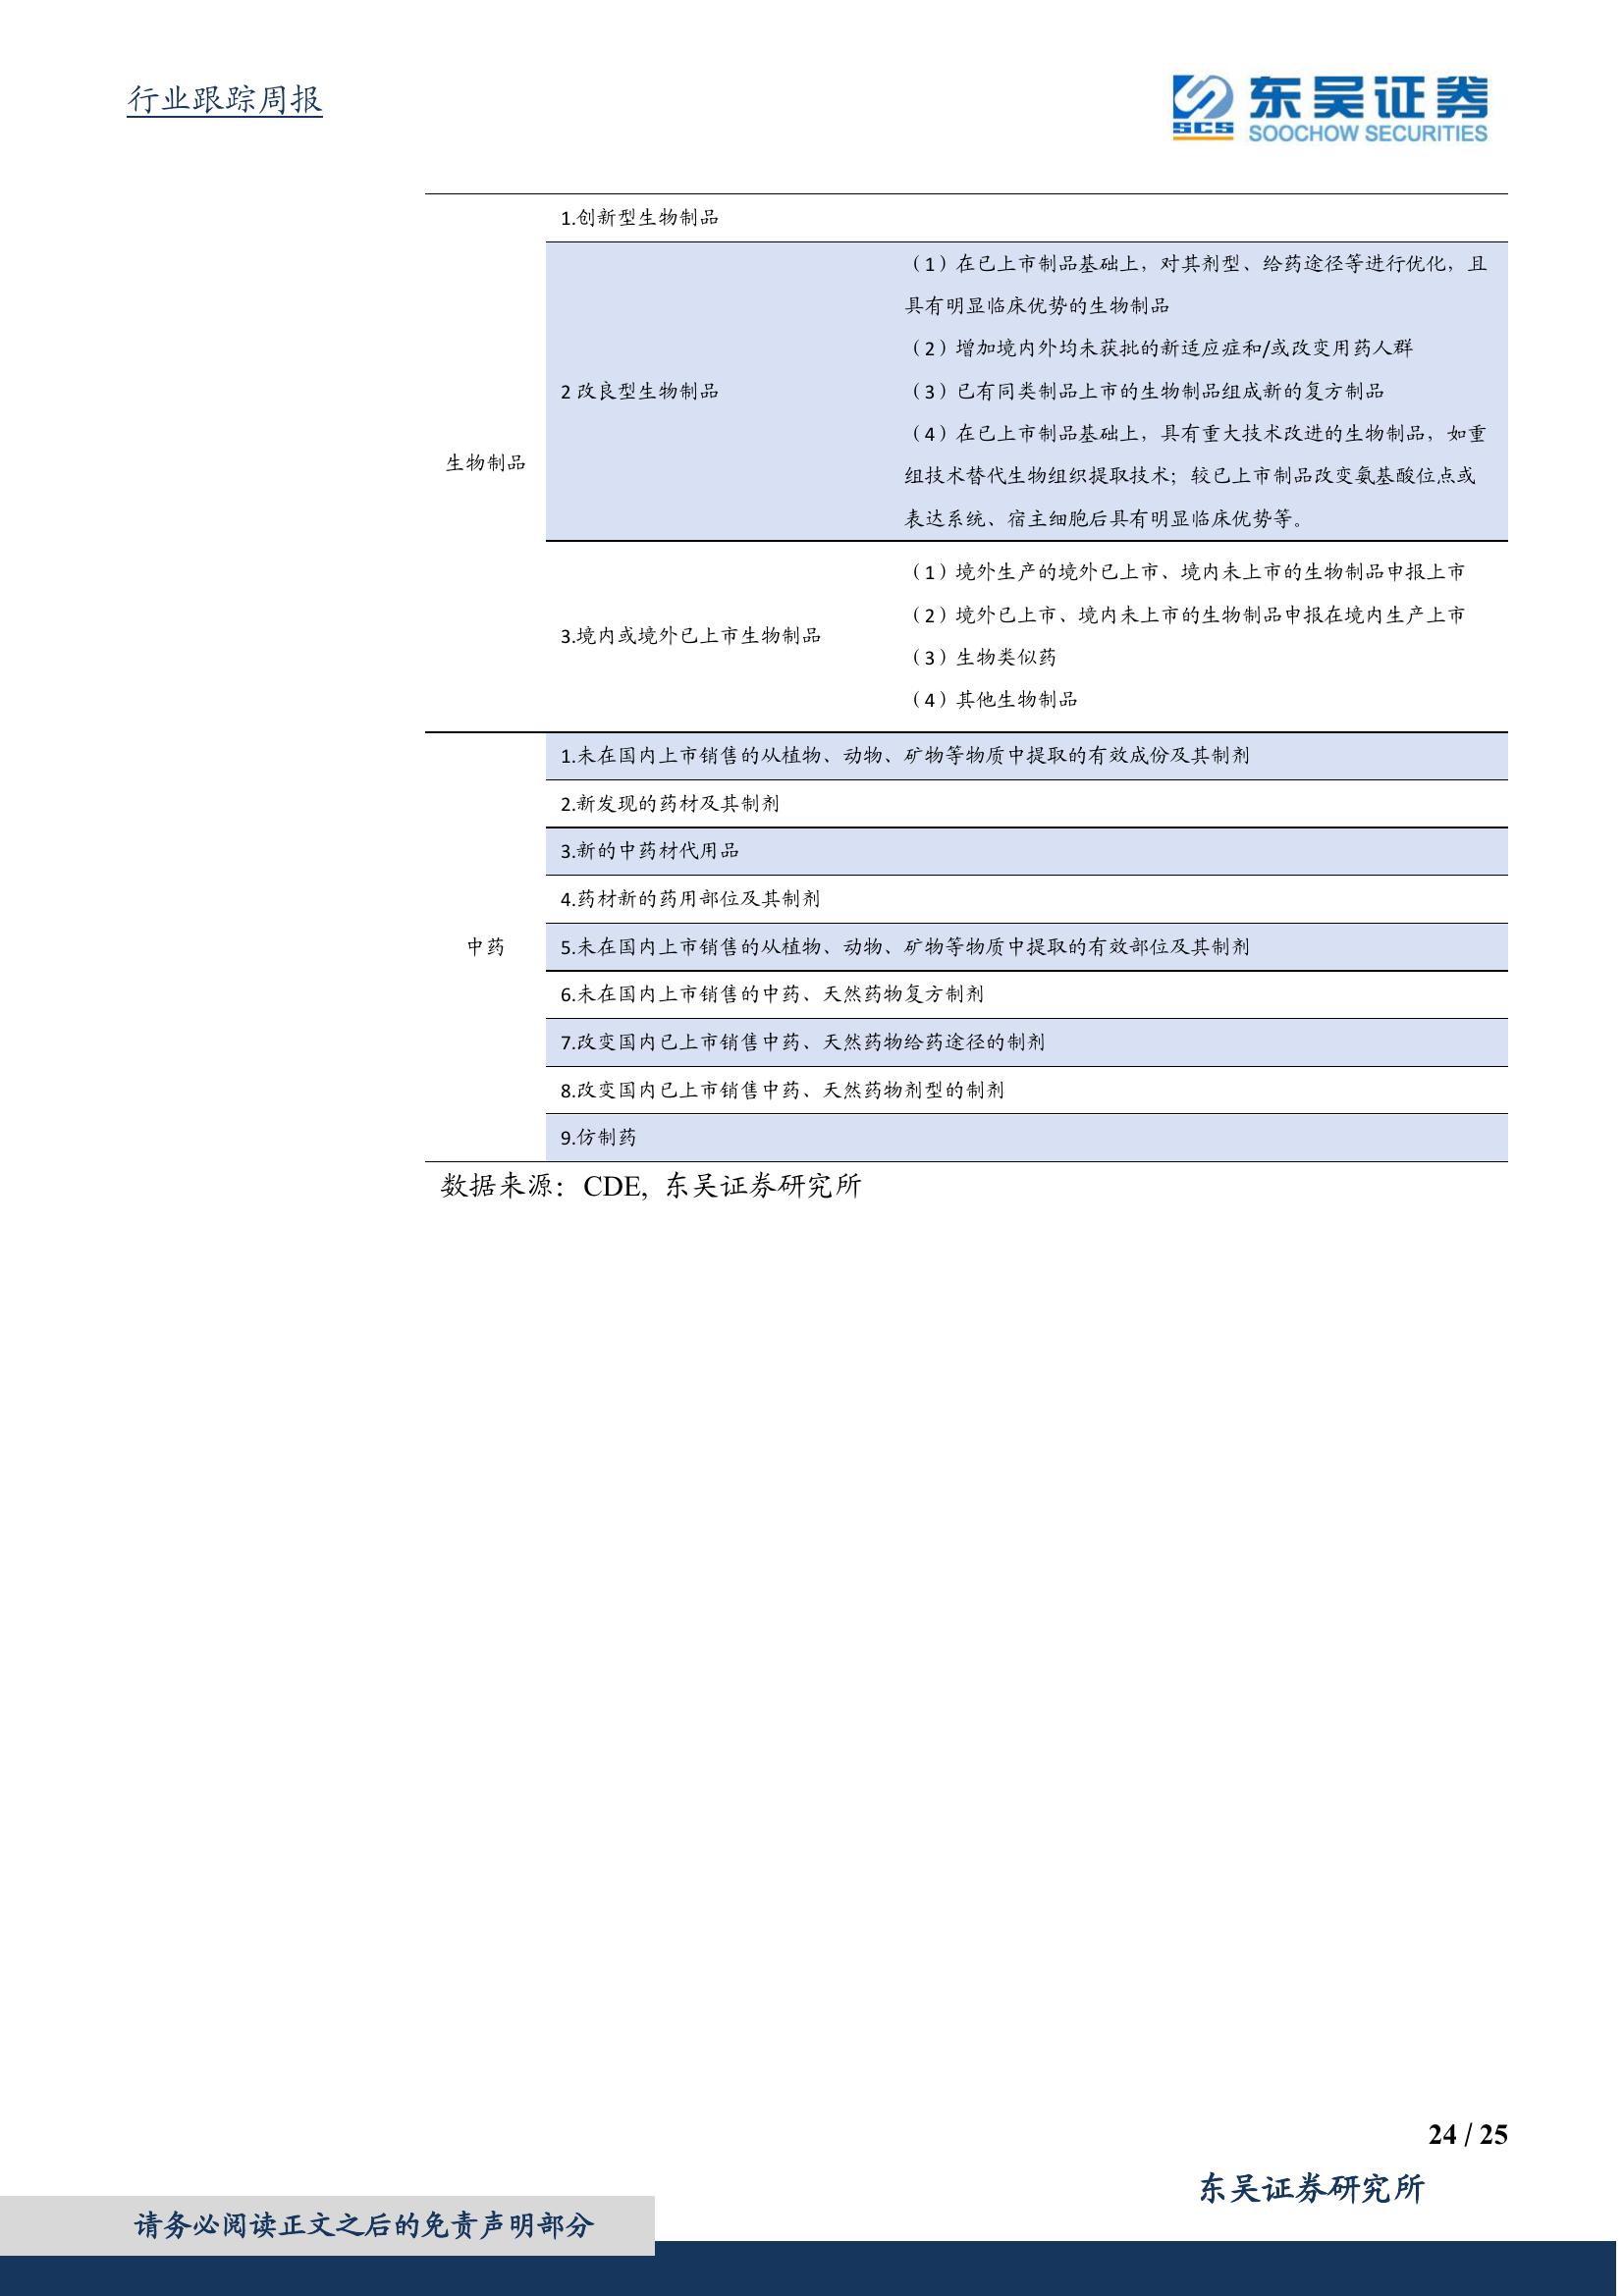 行业跟踪周报
SCS
东吴证券
SOOCHOW SECURITIES
1.创新型生物制品
（1）在已上市制品基础上，对其剂型、给药途径等进行优化，且
具有明显临床优势的生物制品
（2）增加境内外均未获批的新适应症和/或改变用药人群
2 改良型生物制品
（3）已有同类制品上市的生物制品组成新的复方制品
（4）在已上市制品基础上，具有重大技术改进的生物制品，如重
生物制品
组技术替代生物组织提取技术；较已上市制品改变氨基酸位点或
表达系统、宿主细胞后具有明显临床优势等。
（1）境外生产的境外已上市、境内未上市的生物制品申报上市
（2）境外已上市、境内未上市的生物制品申报在境内生产上市
3.境内或境外已上市生物制品
（3）生物类似药
（4）其他生物制品
1.未在国内上市销售的从植物、动物、矿物等物质中提取的有效成份及其制剂
2.新发现的药材及其制剂
3.新的中药材代用品
4.药材新的药用部位及其制剂
中药
5.未在国内上市销售的从植物、动物、矿物等物质中提取的有效部位及其制剂
6.未在国内上市销售的中药、天然药物复方制剂
7.改变国内已上市销售中药、天然药物给药途径的制剂
8.改变国内已上市销售中药、天然药物剂型的制剂
9.仿制药
数据来源：CDE, 东吴证券研究所
24 / 25
东吴证券研究所
请务必阅读正文之后的免责声明部分